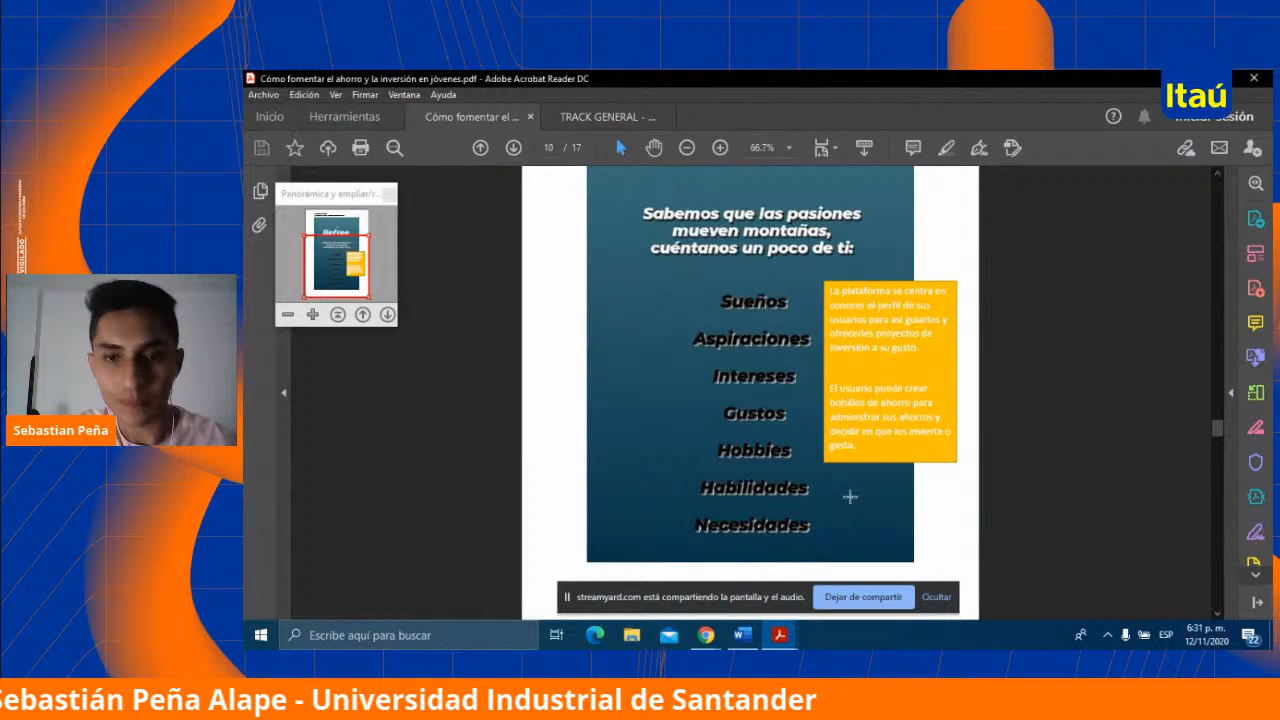 Itaú
Cómo fomentar el ahorro y la inversión en jóvenes.pdf - Adobe Acrobat Reader DC
Archivo Edición Ver Firmar Ventana Ayuda
Inicio Herramientas Cómo fomentar el ... × TRACK GENERAL - ... sesión
10 / 17 66.7%
Panorámica y ampliar/r...
Refree
VIGILADO
Sabemos que las pasiones
mueven montañas,
cuéntanos un poco de ti:
Sueños
Aspiraciones
Intereses
Gustos
Hobbies
Habilidades
Necesidades
La plataforma se centra en
conocer el perfil de sus
usuarios para así guiarlos y
ofrecerles proyectos de
inversión a su gusto.
El usuario puede crear
bolsillos de ahorro para
administrar sus ahorros y
decidir en que los invierte o
gasta.
Sebastian Peña
streamyard.com está compartiendo la pantalla y el audio. Dejar de compartir Ocultar
Escribe aquí para buscar
ESP
6:31 p. m.
12/11/2020
22
Sebastián Peña Alape - Universidad Industrial de Santander